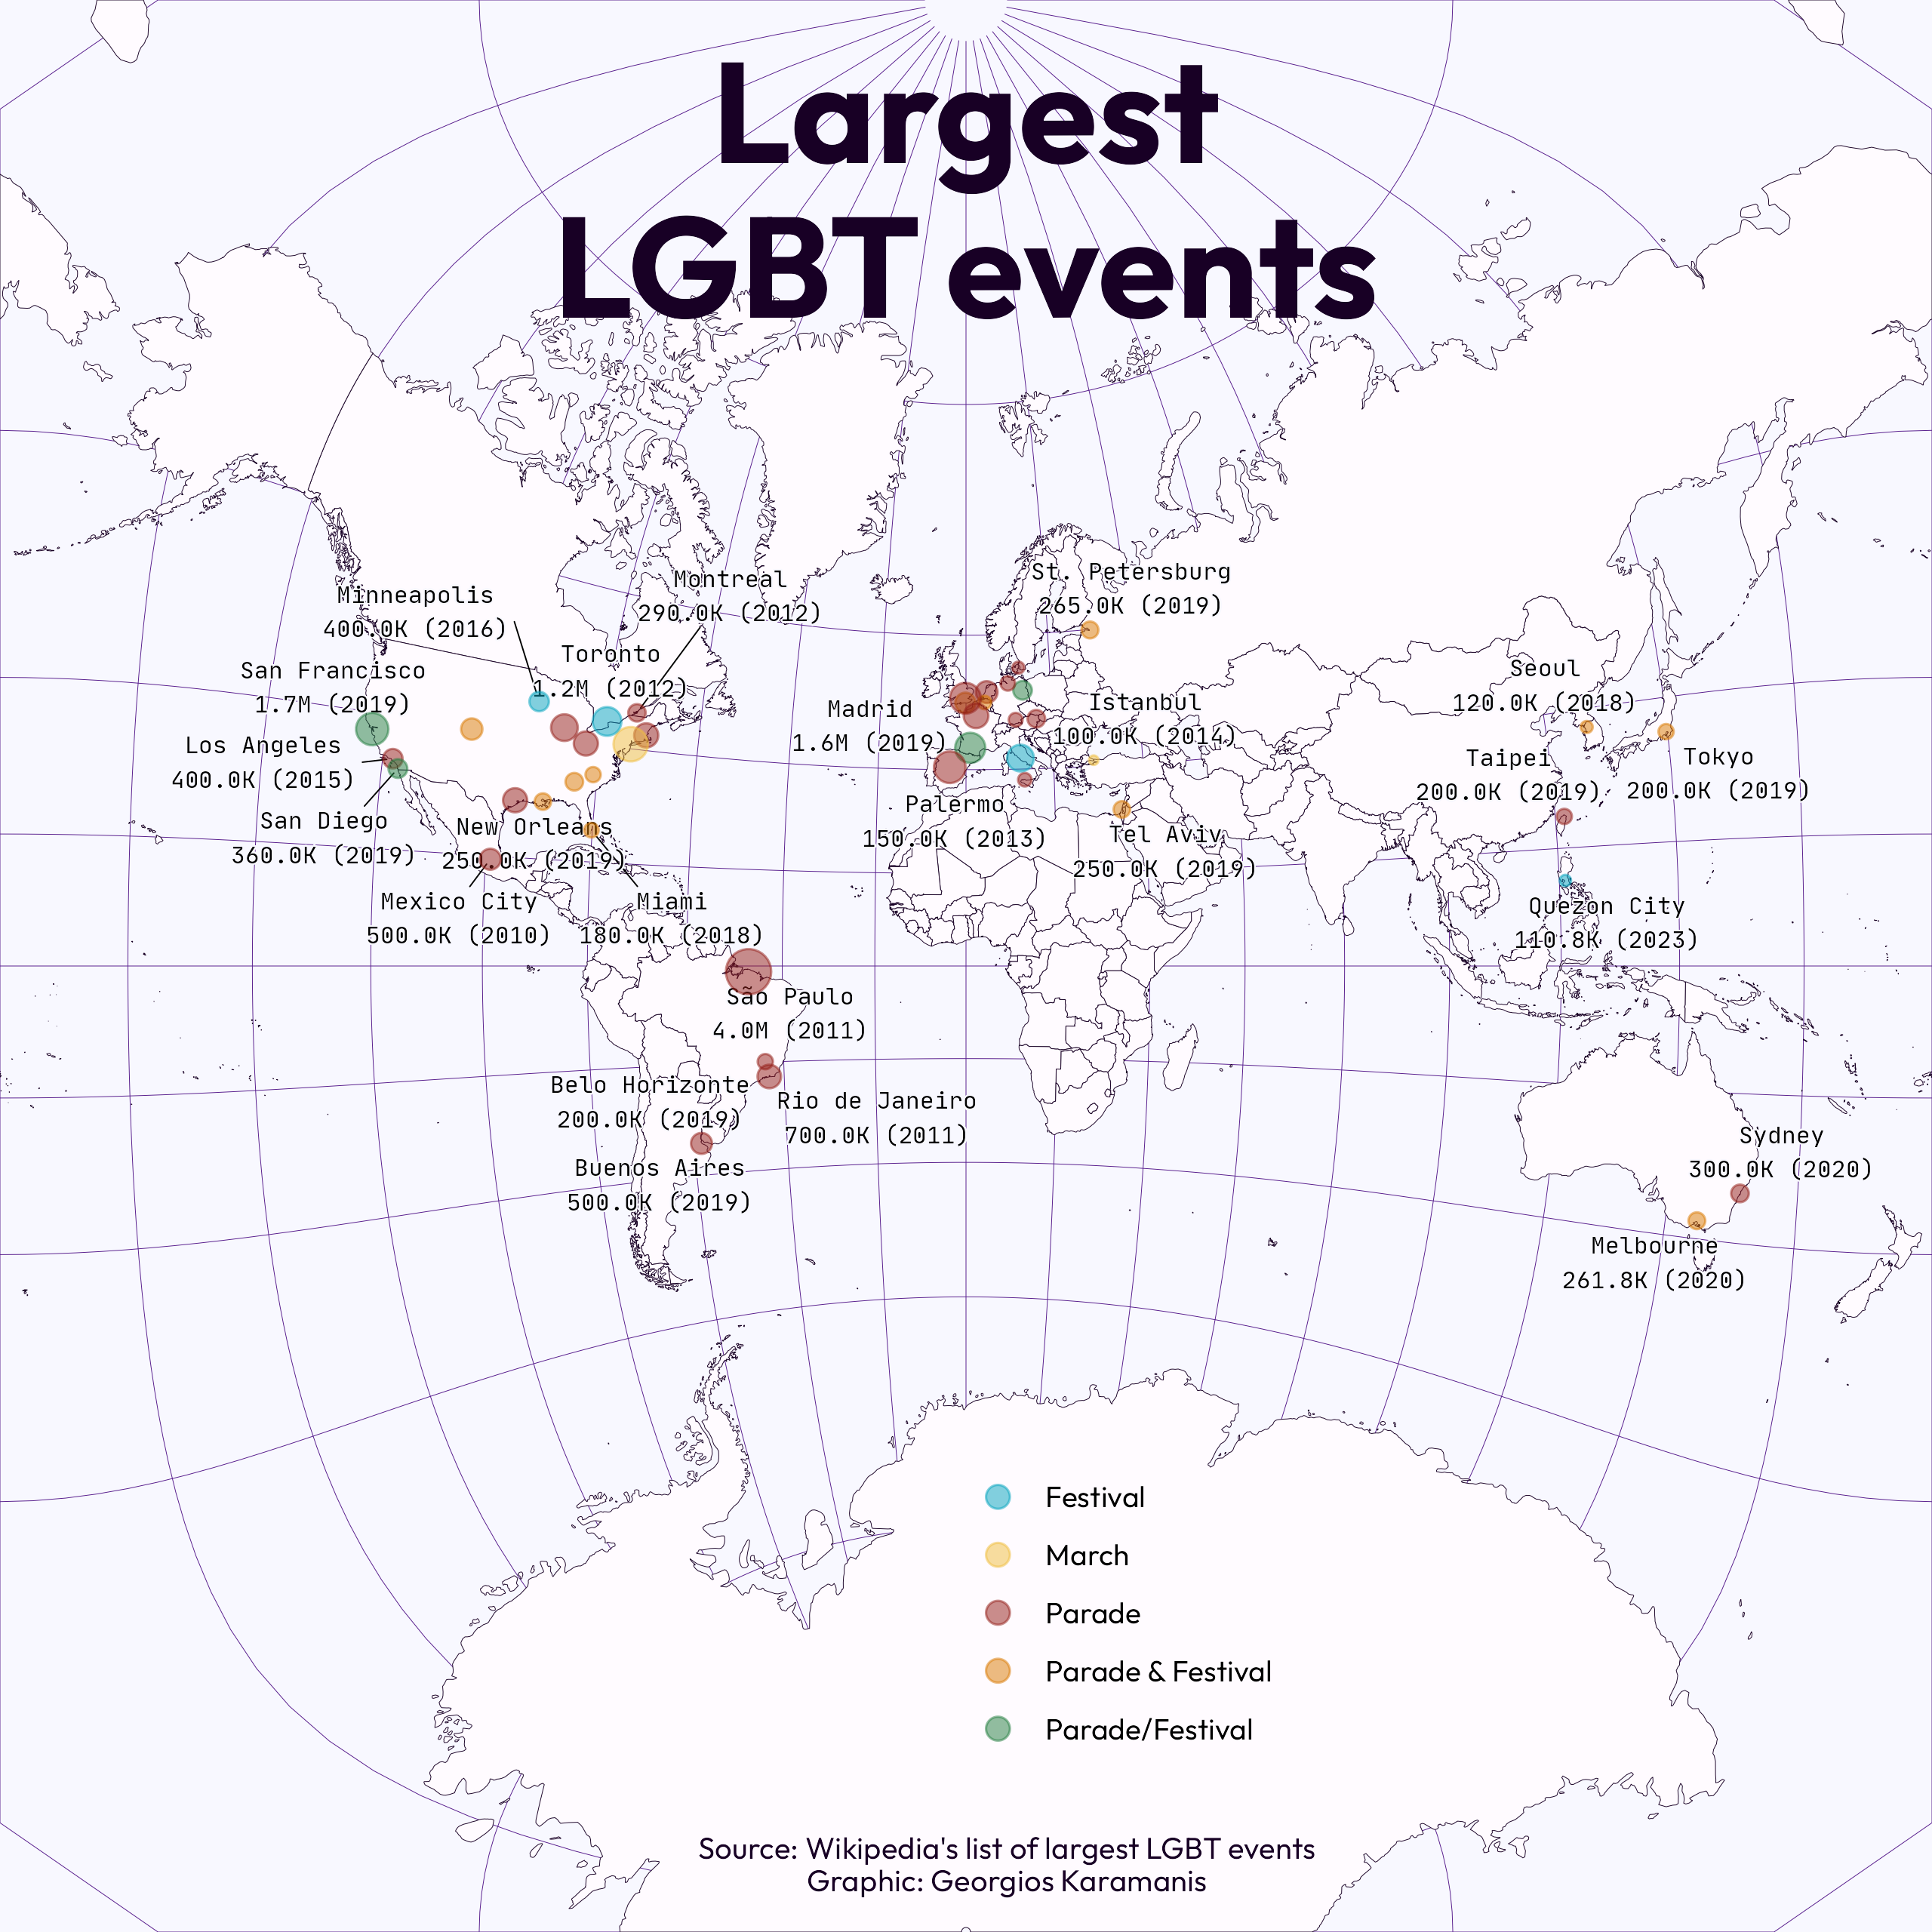 Largest
LGBT events
Montreal
290.0K (2012)
St. Petersburg
265.0K (2019)
Minneapolis
400.0K (2016)
Toronto
1.2M (2012)
San Francisco
1.7M (2019)
Seoul
120.0K (2018)
Madrid
1.6M (2019)
Istanbul
100.0K (2014)
Los Angeles
400.0K (2015)
Taipei
200.0K (2019)
Tokyo
200.0K (2019)
San Diego
360.0K (2019)
New Orleans
250.0K (2019)
Palermo
150.0K (2013)
Tel Aviv
250.0K (2019)
Mexico City
500.0K (2010)
Miami
180.0K (2018)
Quezon City
110.8K (2023)
São Paulo
4.0M (2011)
Belo Horizonte
200.0K (2019)
Rio de Janeiro
700.0K (2011)
Buenos Aires
500.0K (2019)
Sydney
300.0K (2020)
Melbourne
261.8K (2020)
Festival
March
Parade
Parade & Festival
Parade/Festival
Source: Wikipedia's list of largest LGBT events
Graphic: Georgios Karamanis